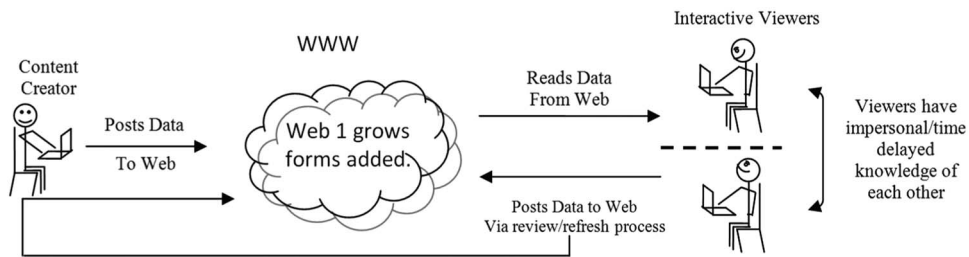 Interactive Viewers
WWW
Content
Creator
Posts Data
To Web
Web 1 grows
forms added.
Reads Data
From Web
Posts Data to Web
Via review/refresh process
Viewers have
impersonal/time
delayed
knowledge of
each other